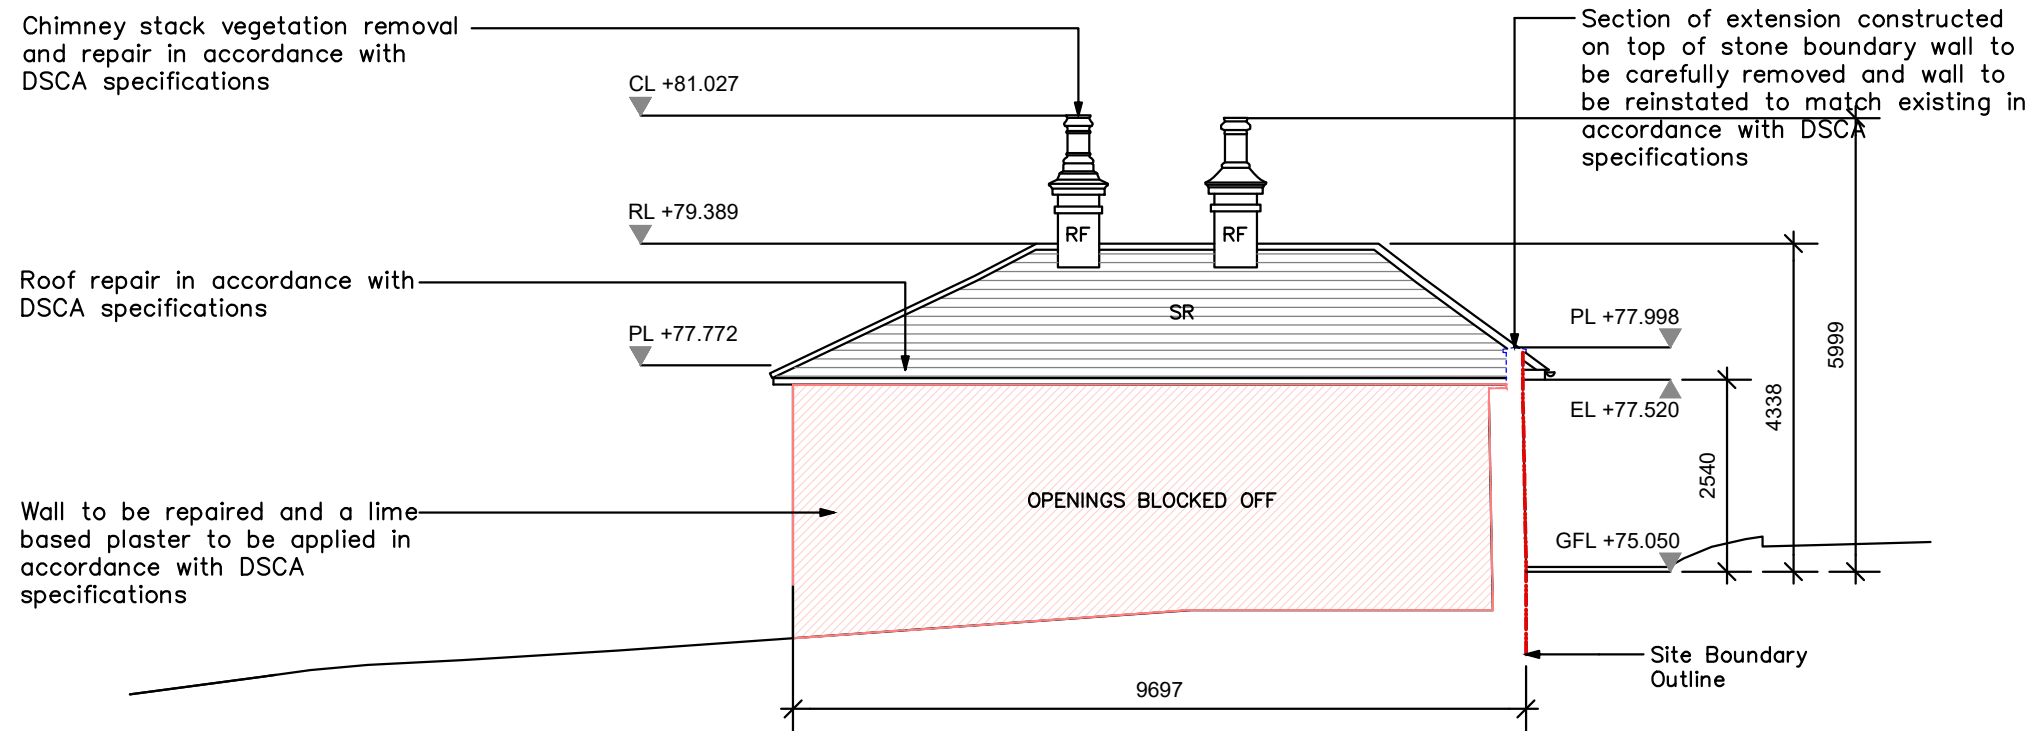 Chimney stack vegetation removal
and repair in accordance with
DSCA specifications
Section of extension constructed
on top of stone boundary wall to
be carefully removed and wall to
be reinstated to match existing in
accordance with DSCA
specifications
CL +81.027
RL +79.389
RF
RF
Roof repair in accordance with
DSCA specifications
SR
PL +77.772
PL +77.998
5999
4338
EL +77.520
2540
OPENINGS BLOCKED OFF
Wall to be repaired and a lime
based plaster to be applied in
accordance with DSCA
specifications
GFL +75.050
Site Boundary
Outline
9697